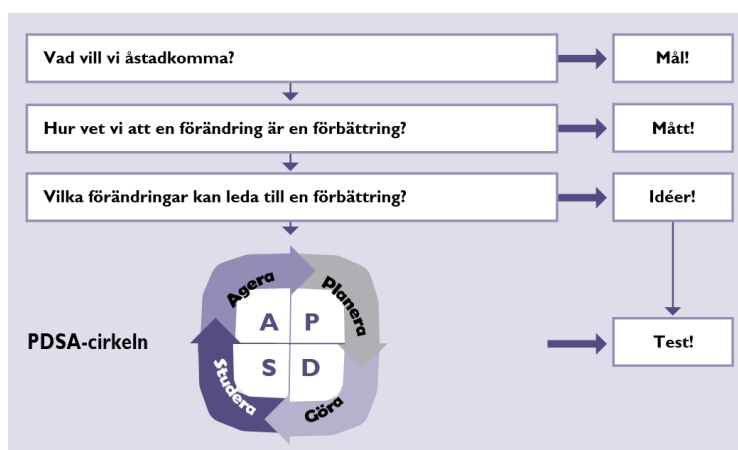 Vad vill vi åstadkomma?
Mål!
Hur vet vi att en förändring är en förbättring?
Mått!
Vilka förändringar kan leda till en förbättring?
Idéer!
Agera
Planera
A P
PDSA-cirkeln
Test!
S D
Studera
Göra